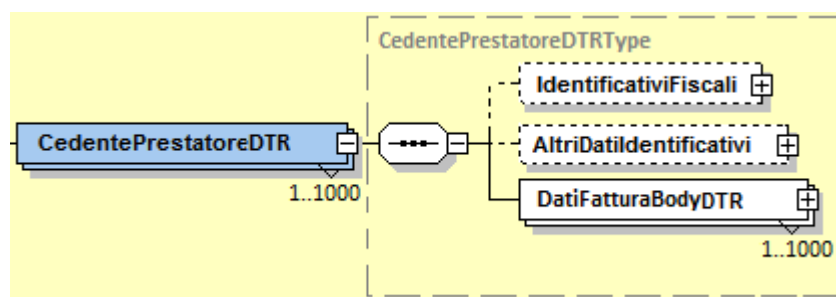 CedentePrestatoreDTRType
IdentificativiFiscali
CedentePrestatoreDTR
AltriDatiIdentificativi
1..1000
DatiFatturaBodyDTR
1..1000